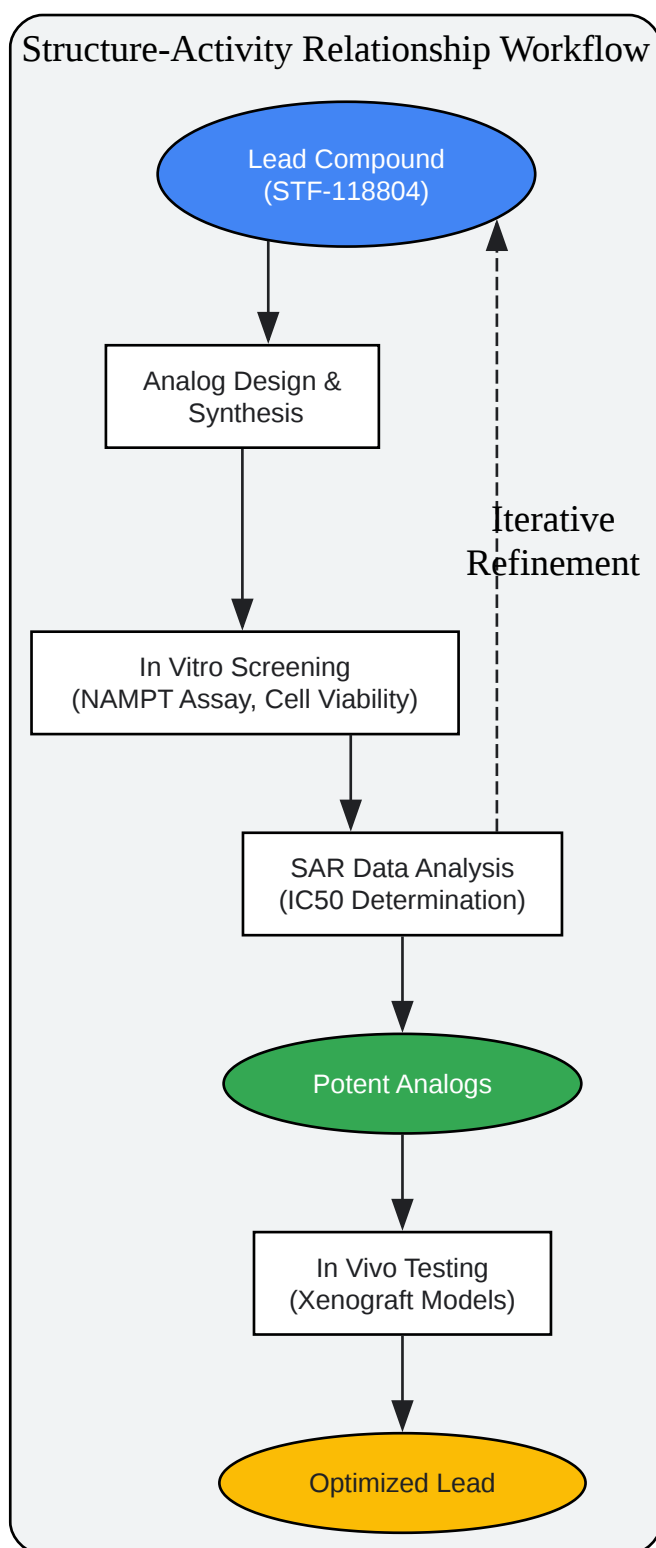 Structure-Activity Relationship Workflow
Lead Compound
(STF-118804)
Analog Design &
Synthesis
Iterative
Refinement
In Vitro Screening
(NAMPT Assay, Cell Viability)
SAR Data Analysis
(IC50 Determination)
Potent Analogs
In Vivo Testing
(Xenograft Models)
Optimized Lead